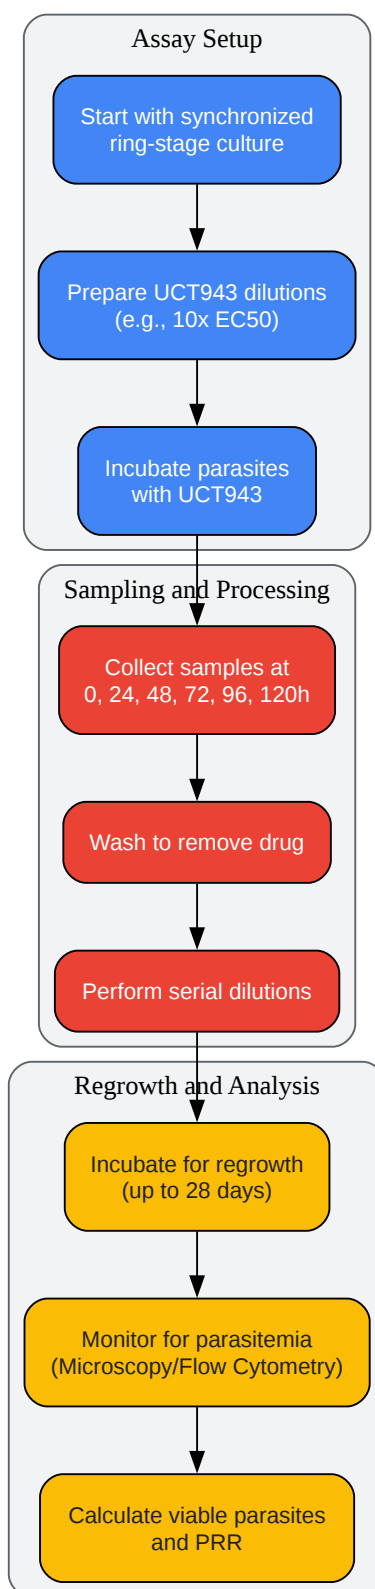 Assay Setup
Start with synchronized
ring-stage culture
Prepare UCT943 dilutions
(e.g., 10x EC50)
Incubate parasites
with UCT943
Sampling and Processing
Collect samples at
0, 24, 48, 72, 96, 120h
Wash to remove drug
Perform serial dilutions
Regrowth and Analysis
Incubate for regrowth
(up to 28 days)
Monitor for parasitemia
(Microscopy/Flow Cytometry)
Calculate viable parasites
and PRR